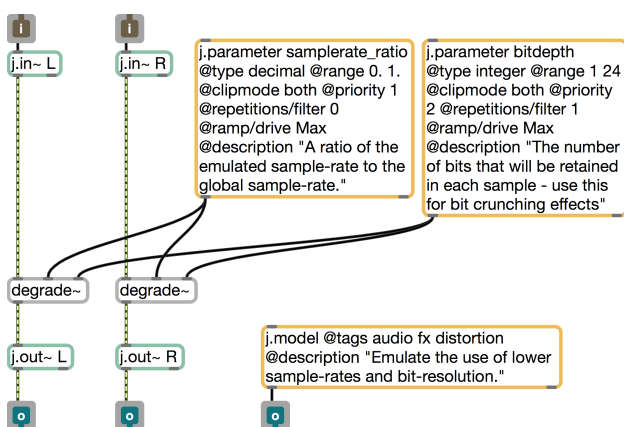 i
i
j.in~ L
j.in~ R
j.parameter samplerate_ratio
@type decimal @range 0. 1.
@clipmode both @priority 1
@repetitions/filter 0
@ramp/drive Max
@description "A ratio of the
emulated sample-rate to the
global sample-rate."
j.parameter bitdepth
@type integer @range 1 24
@clipmode both @priority
2 @repetitions/filter 1
@ramp/drive Max
@description "The number
of bits that will be retained
in each sample - use this
for bit crunching effects"
degrade~
degrade~
j.out~ L
j.out~ R
j.model @tags audio fx distortion
@description "Emulate the use of lower
sample-rates and bit-resolution."
o
o
o